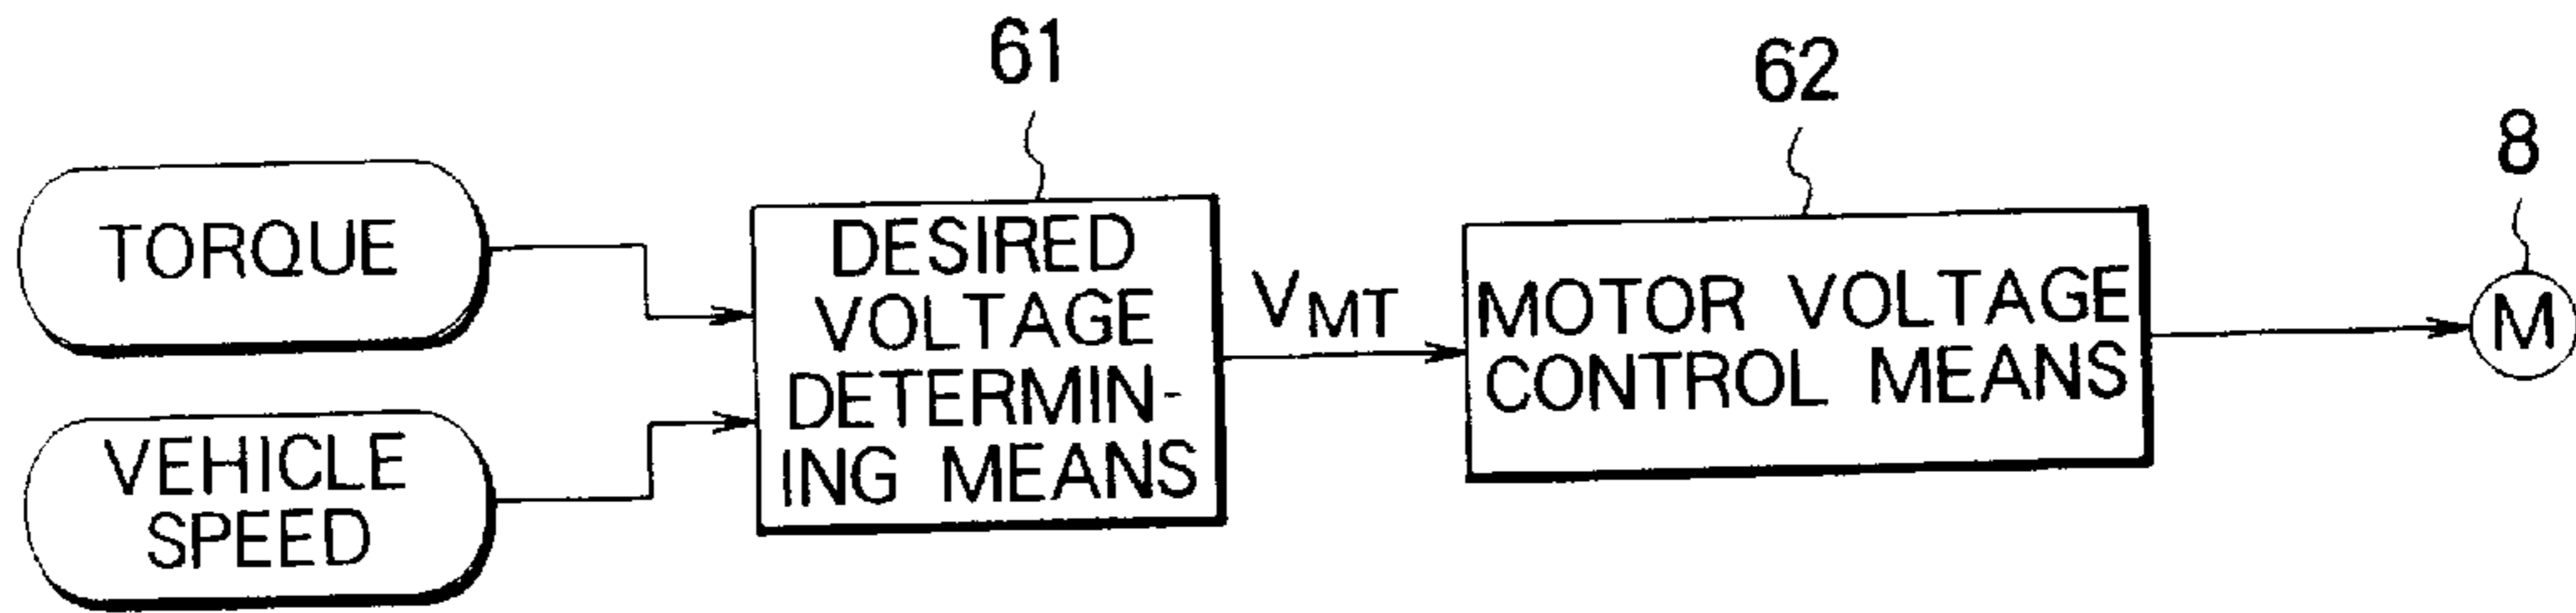 61
62
8
TORQUE
DESIRED
VOLTAGE
DETERMIN-
ING MEANS
VMT
MOTOR VOLTAGE
CONTROL MEANS
M
VEHICLE
SPEED